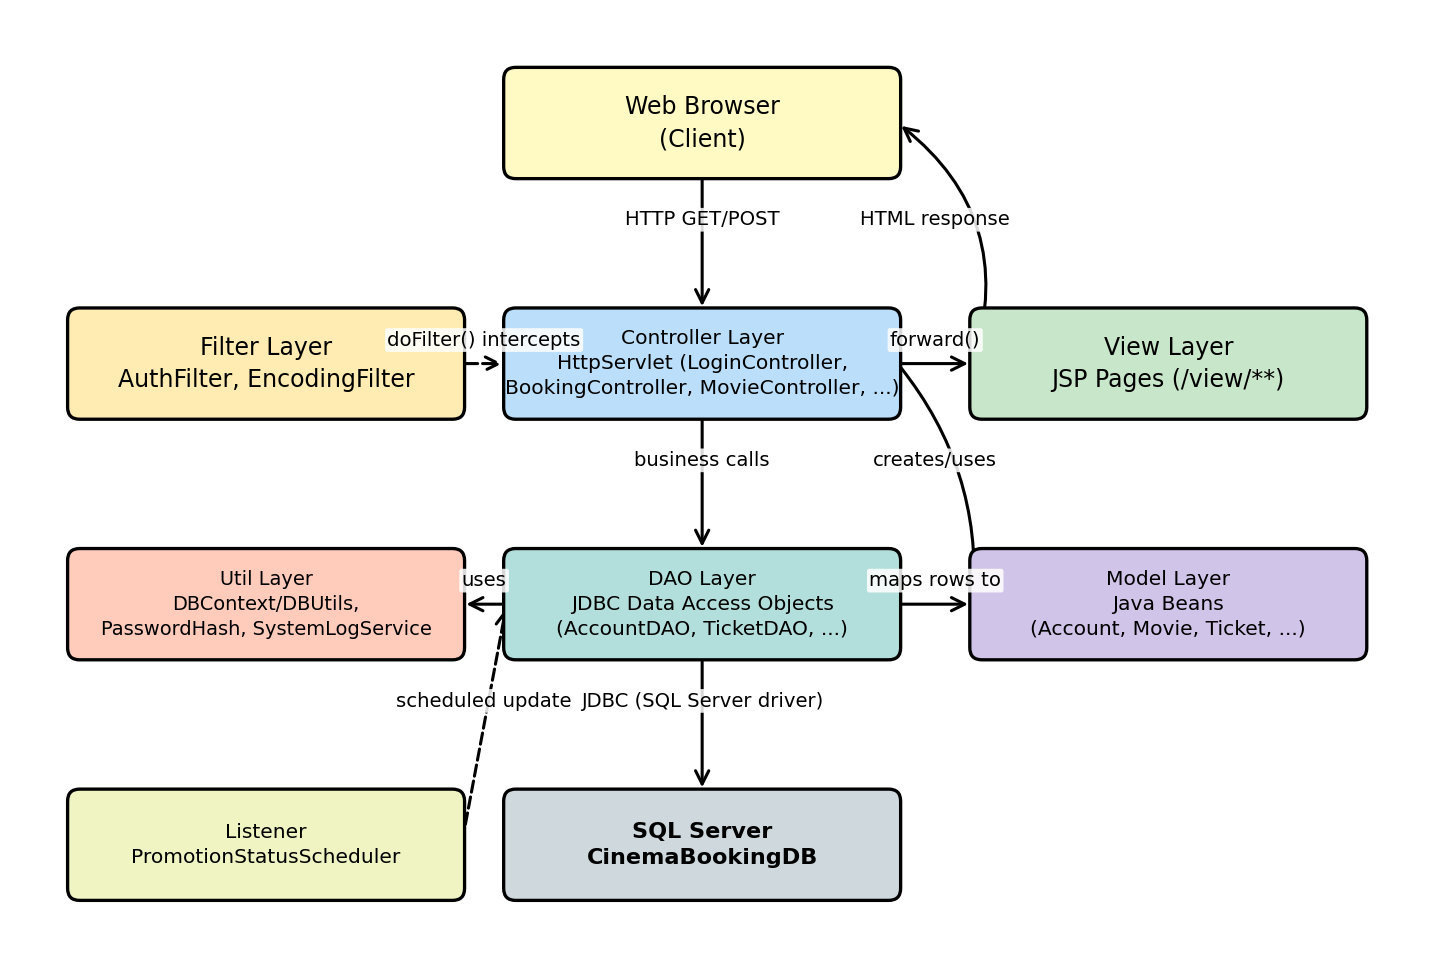 Web Browser
(Client)
HTTP GET/POST
HTML response
Filter Layer
AuthFilter, EncodingFilter
doFilter() intercepts
Controller Layer
HttpServlet (LoginController,
BookingController, MovieController, ...)
forward()
View Layer
JSP Pages (/view/**)
business calls
creates/uses
Util Layer
DBContext/DBUtils,
PasswordHash, SystemLogService
uses
DAO Layer
JDBC Data Access Objects
(AccountDAO, TicketDAO, ...)
maps rows to
Model Layer
Java Beans
(Account, Movie, Ticket, ...)
scheduled update
JDBC (SQL Server driver)
Listener
PromotionStatusScheduler
SQL Server
CinemaBookingDB